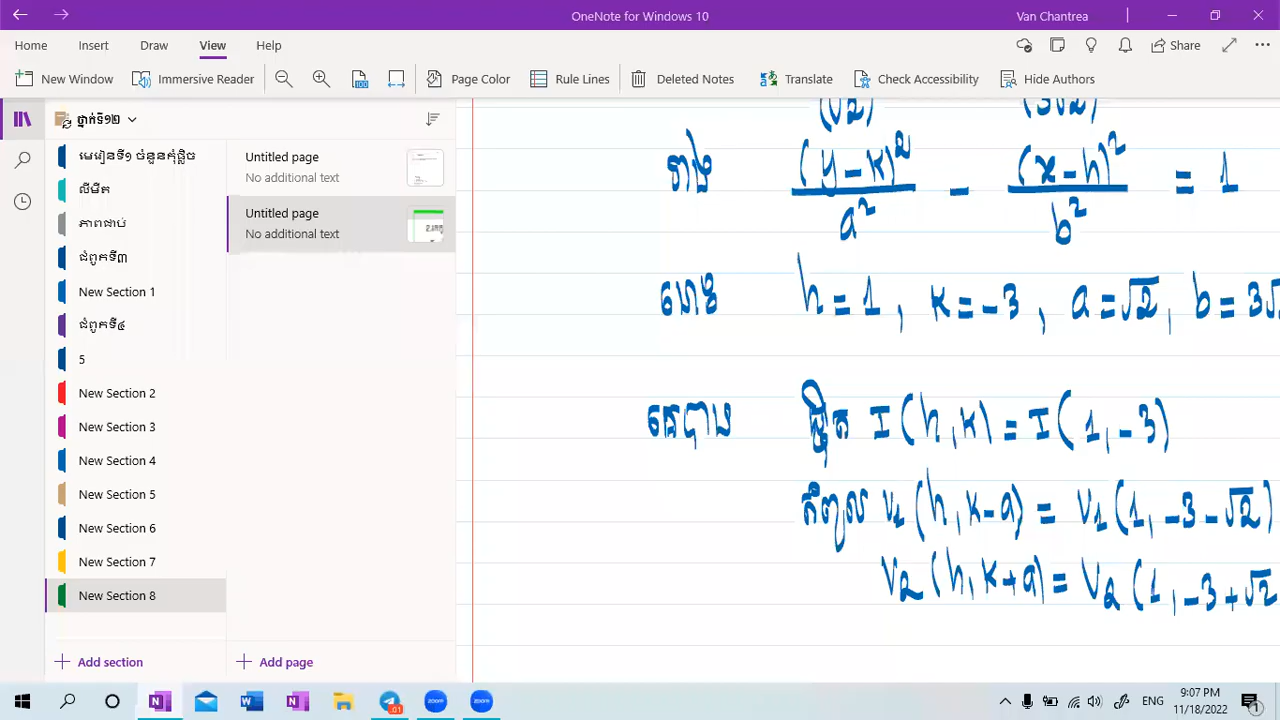 OneNote for Windows 10
Van Chantrea
Home Insert Draw View Help
Share
New Window Immersive Reader Page Color Rule Lines Deleted Notes Translate Check Accessibility Hide Authors
ថ្នាក់ទី១២
មេរៀនទី១ ចំនួនកុំផ្លិច
លីមីត
ភាពជាប់
ជំពូកទី៣
New Section 1
ជំពូកទី៤
5
New Section 2
New Section 3
New Section 4
New Section 5
New Section 6
New Section 7
New Section 8
Add section
Untitled page
No additional text
Untitled page
No additional text
Add page
(√2) (3√2)
តាង (y-k)²/a² - (x-h)²/b² = 1
h=1, k=-3, a=√2, b=3√
គេបាន ផ្ចិត I(h,k) = I(1,-3)
កំពូល V1(h,k-a) = V1(1,-3-√2)
V2(h,k+a) = V2(1,-3+√2
ENG
9:07 PM
11/18/2022